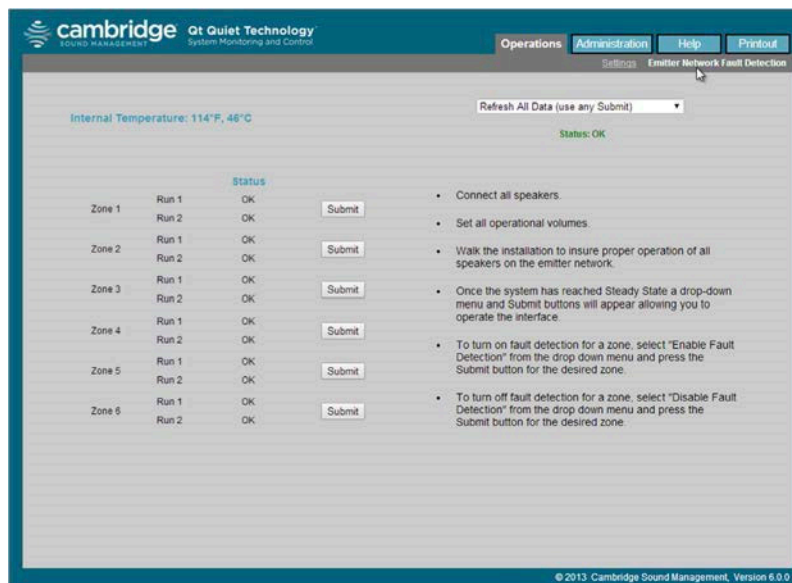 cambridge
SOUND MANAGEMENT
Qt Quiet Technology
System Monitoring and Control
Operations Administration Help Printout
Settings Emitter Network Fault Detection
Internal Temperature: 114°F, 46°C
Refresh All Data (use any Submit)
Status: OK
Status
Zone 1 Run 1 OK Submit
Run 2 OK
Zone 2 Run 1 OK Submit
Run 2 OK
Zone 3 Run 1 OK Submit
Run 2 OK
Zone 4 Run 1 OK Submit
Run 2 OK
Zone 5 Run 1 OK Submit
Run 2 OK
Zone 6 Run 1 OK Submit
Run 2 OK
• Connect all speakers.
• Set all operational volumes.
• Walk the installation to insure proper operation of all
speakers on the emitter network.
• Once the system has reached Steady State a drop-down
menu and Submit buttons will appear allowing you to
operate the interface.
• To turn on fault detection for a zone, select "Enable Fault
Detection" from the drop down menu and press the
Submit button for the desired zone.
• To turn off fault detection for a zone, select "Disable Fault
Detection" from the drop down menu and press the
Submit button for the desired zone.
© 2013 Cambridge Sound Management, Version 6.0.0